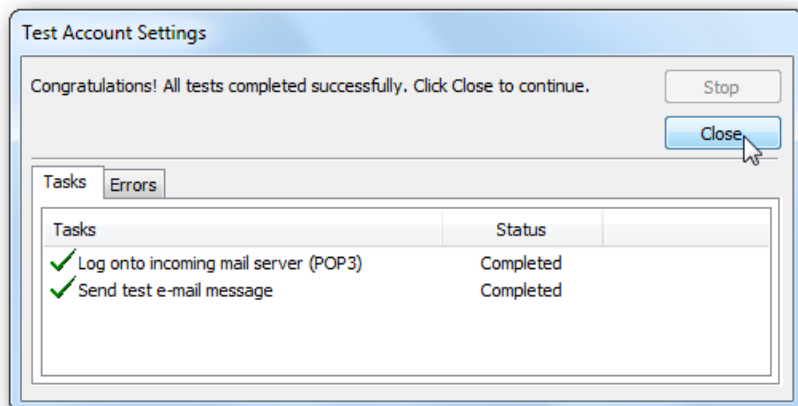 Test Account Settings
Congratulations! All tests completed successfully. Click Close to continue.
Stop
Close
Tasks Errors
Tasks Status
Log onto incoming mail server (POP3) Completed
Send test e-mail message Completed